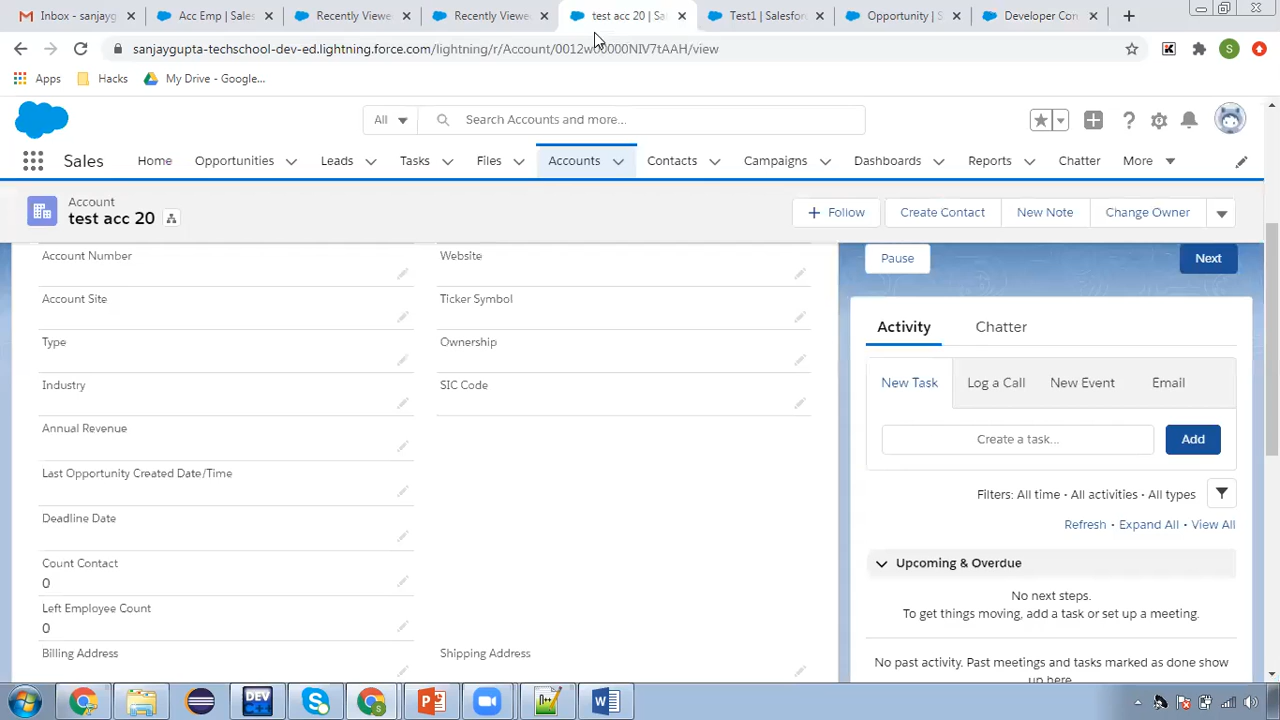 Inbox - sanjayg
Acc Emp | Sales
Recently Viewe
Recently Viewe
test acc 20 | Sa
Test1 | Salesfor
Opportunity | S
Developer Con
sanjaygupta-techschool-dev-ed.lightning.force.com/lightning/r/Account/0012w00000NIV7tAAH/view
S
Apps
Hacks
My Drive - Google...
All
Search Accounts and more...
Sales
Home
Opportunities
Leads
Tasks
Files
Accounts
Contacts
Campaigns
Dashboards
Reports
Chatter
More
Account
test acc 20
Follow
Create Contact
New Note
Change Owner
Account Number
Website
Account Site
Ticker Symbol
Type
Ownership
Industry
SIC Code
Annual Revenue
Last Opportunity Created Date/Time
Deadline Date
Count Contact
0
Left Employee Count
0
Billing Address
Shipping Address
Pause
Next
Activity
Chatter
New Task
Log a Call
New Event
Email
Create a task...
Add
Filters: All time • All activities • All types
Refresh • Expand All • View All
Upcoming & Overdue
No next steps.
To get things moving, add a task or set up a meeting.
No past activity. Past meetings and tasks marked as done show
up here.
DEV
C++